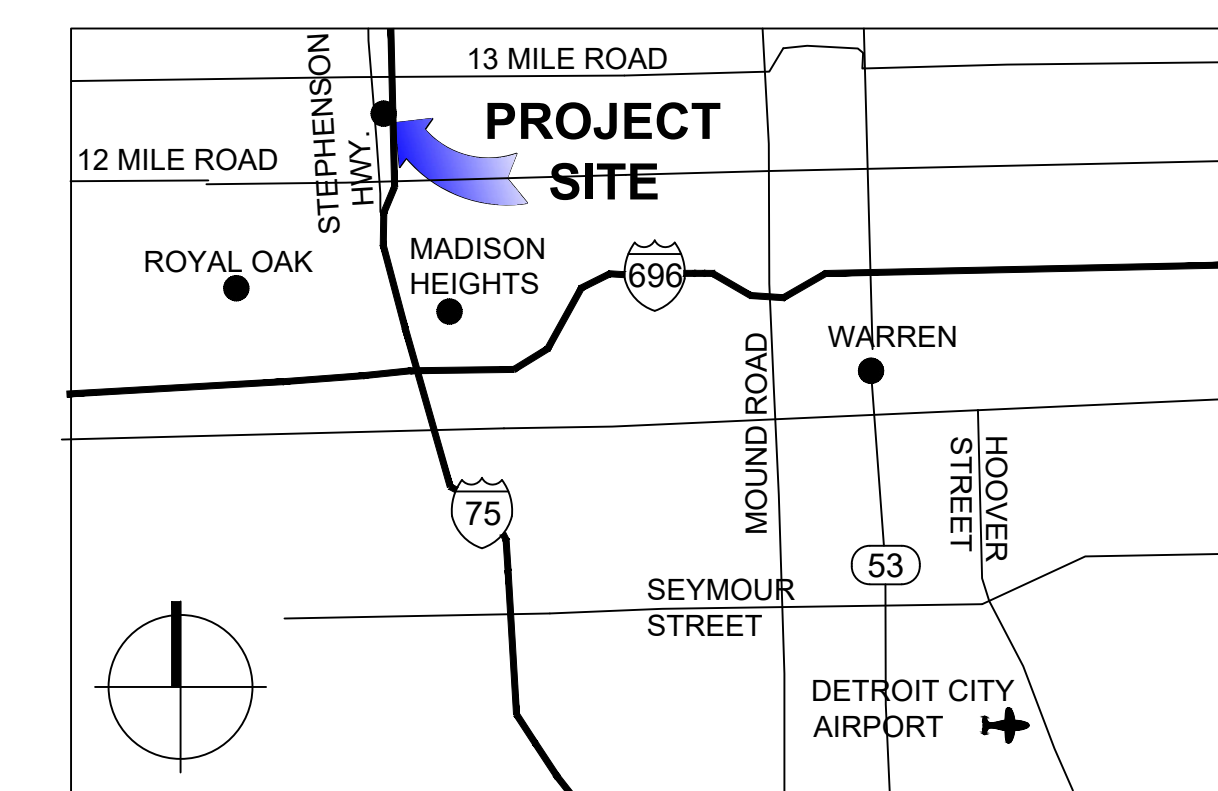 STEPHENSON
HWY.
13 MILE ROAD
PROJECT
SITE
12 MILE ROAD
ROYAL OAK
MADISON
HEIGHTS
696
WARREN
MOUND ROAD
HOOVER
STREET
75
53
SEYMOUR
STREET
DETROIT CITY
AIRPORT